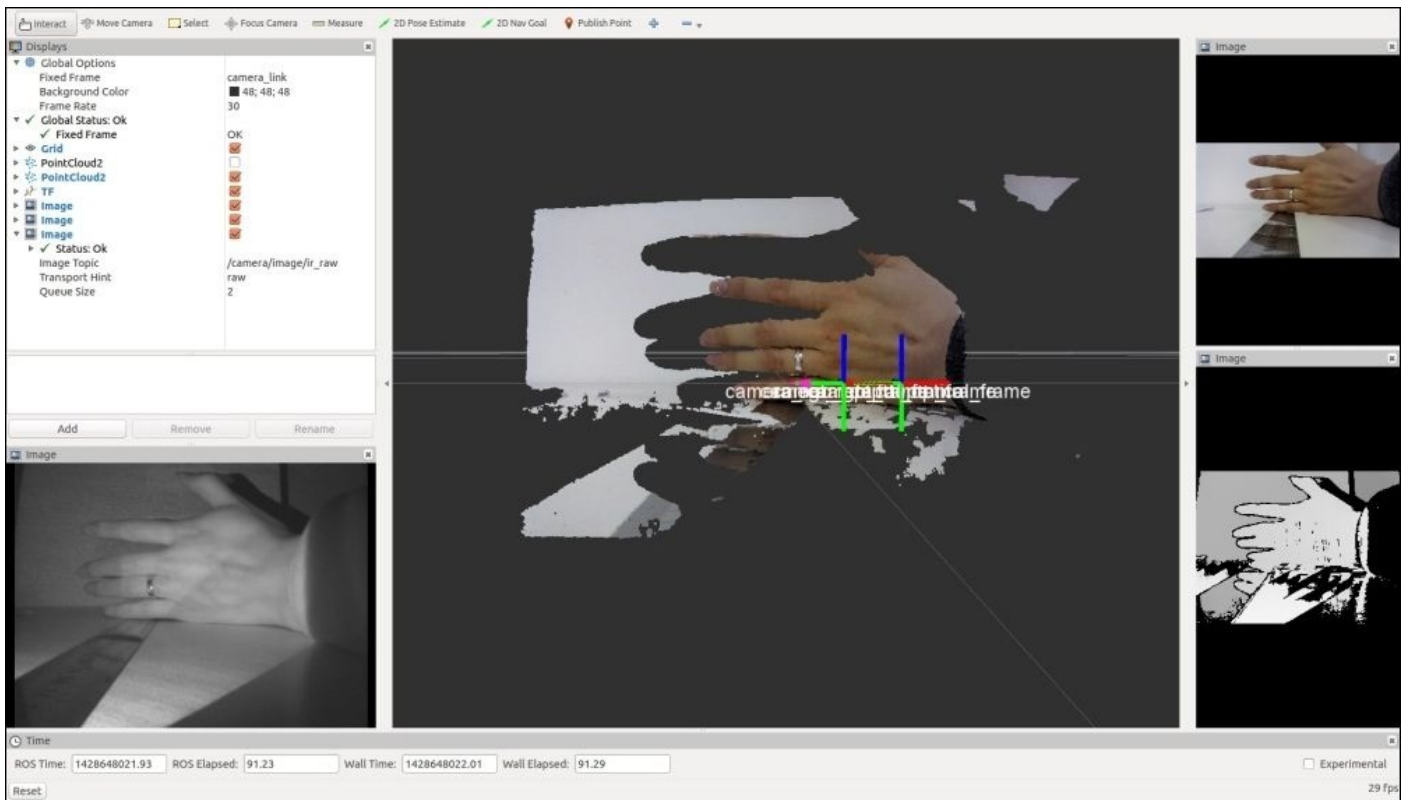 Interact Move Camera Select Focus Camera Measure 2D Pose Estimate 2D Nav Goal Publish Point
Displays
Global Options
Fixed Frame camera_link
Background Color 48; 48; 48
Frame Rate 30
Global Status: Ok
Fixed Frame OK
Grid
PointCloud2
PointCloud2
TF
Image
Image
Image
Status: Ok
Image Topic /camera/image/ir_raw
Transport Hint raw
Queue Size 2
Add Remove Rename
Image
Image
Image
Time
ROS Time: 1428648021.93 ROS Elapsed: 91.23 Wall Time: 1428648022.01 Wall Elapsed: 91.29 Experimental
Reset 29 fps